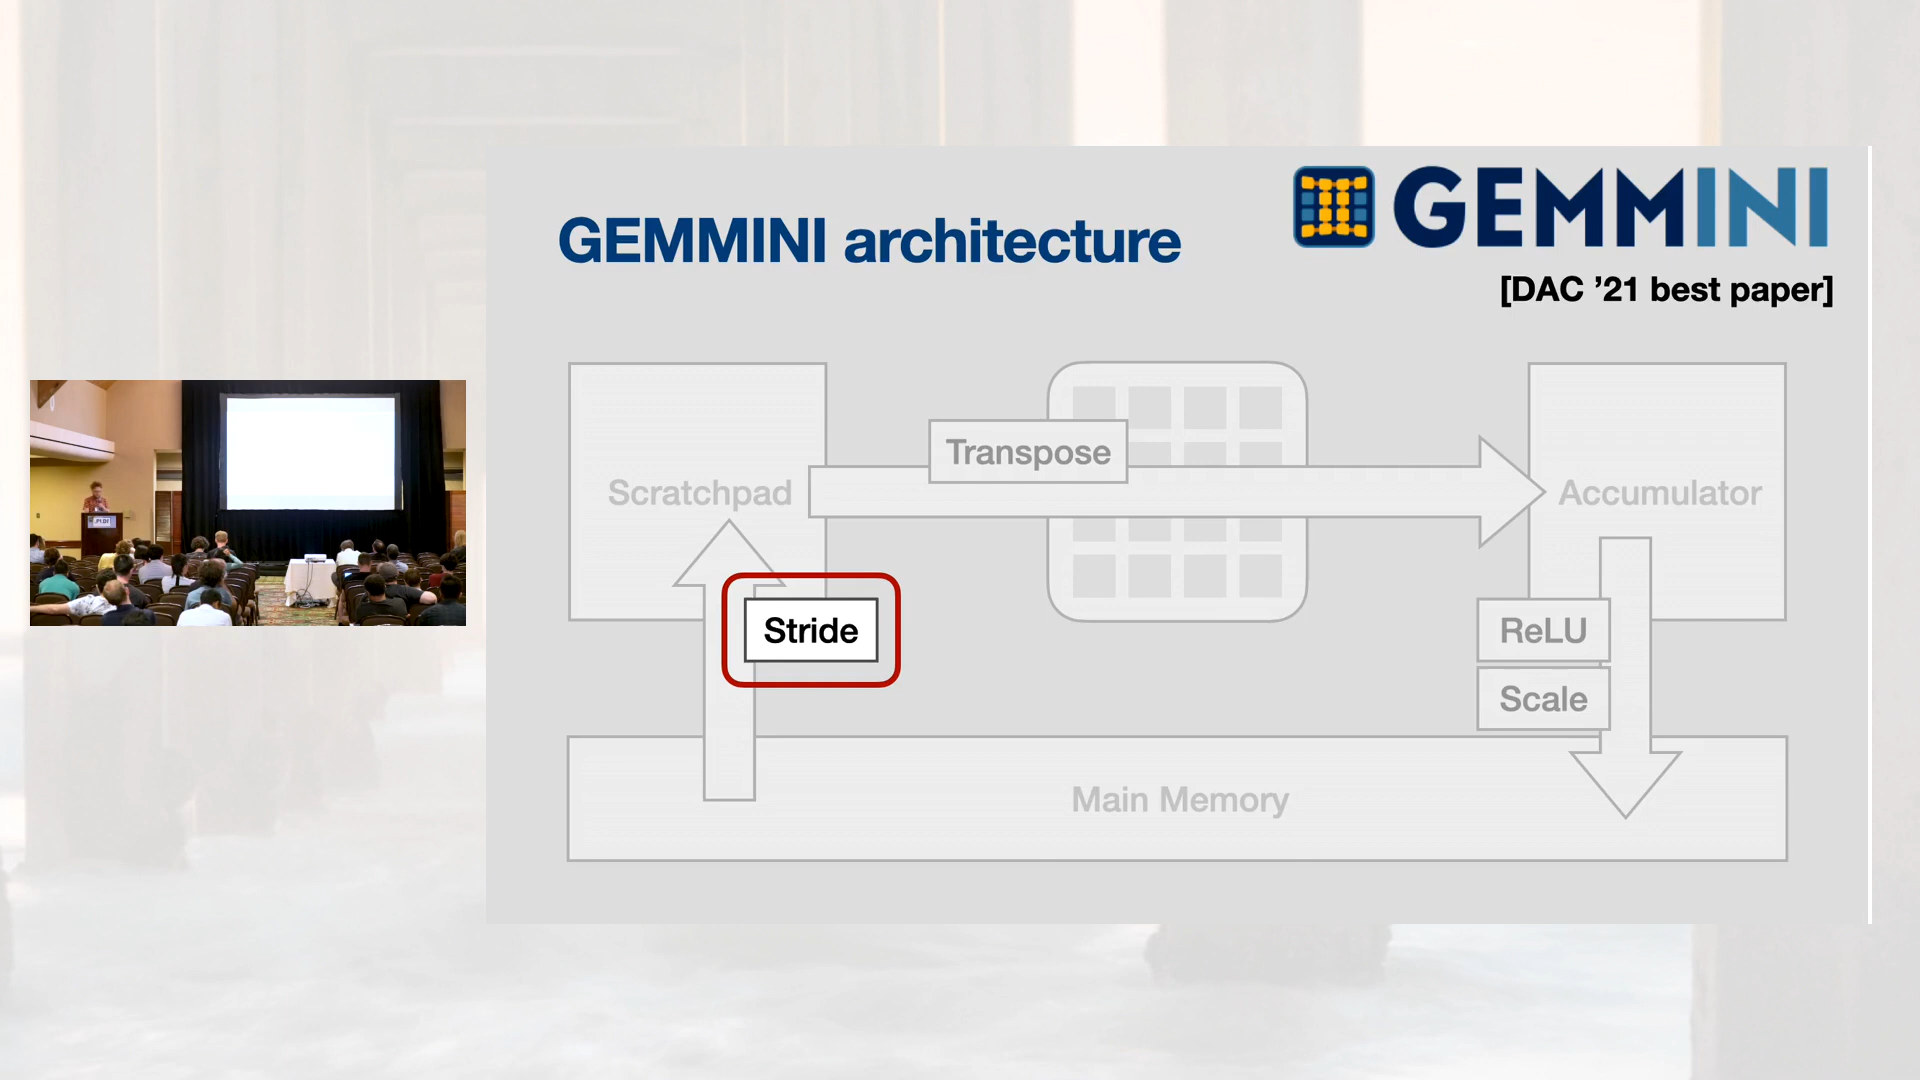 GEMMINI
GEMMINI architecture
[DAC ’21 best paper]
Transpose
Scratchpad
Accumulator
Stride
ReLU
Scale
Main Memory